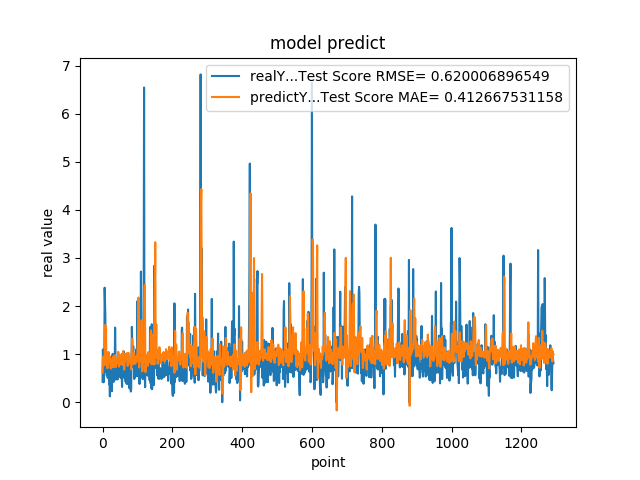 model predict
realY...Test Score RMSE= 0.620006896549
predictY...Test Score MAE= 0.412667531158
7
6
5
4
3
2
1
0
real value
0 200 400 600 800 1000 1200
point